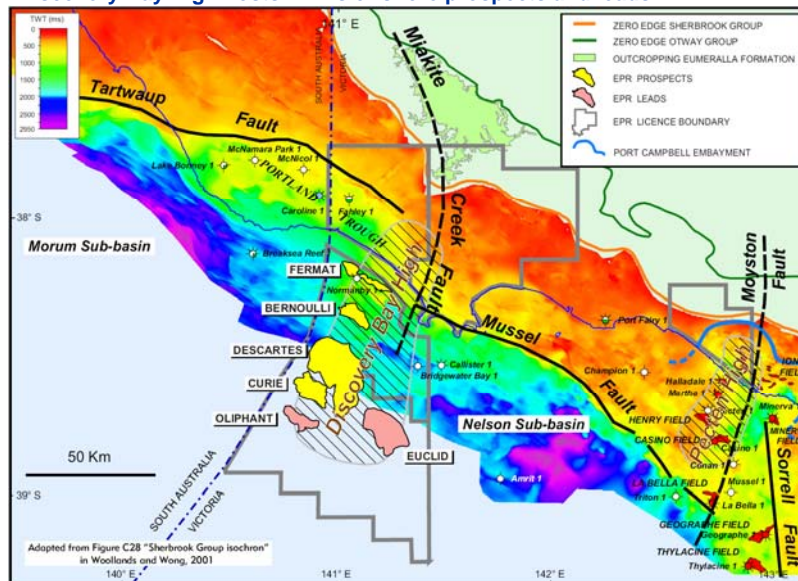 141 E
TWT (ms)
0
1000
2000
2950
SOUTH AUSTRALIA
VICTORIA
Miakite
Creek
Fault
ZERO EDGE SHERBROOK GROUP
ZERO EDGE OTWAY GROUP
OUTCROPPING EUMERALLA FORMATION
EPR PROSPECTS
EPR LEADS
EPR LICENCE BOUNDARY
PORT CAMPBELL EMBAYMENT
Tartwaup
Fault
McNamara Park 1
McNicol 1
Lake Bonney 1
PORTLAND
TROUGH
Caroline 1
Fahley 1
38° S
Morum Sub-basin
Breaksea Reef
FERMAT
Normanby 1
BERNOULLI
Discovery Bay High
DESCARTES
CURIE
OLIPHANT
EUCLID
Mussel
Fault
Callister 1
Bridgewater Bay 1
Port Fairy 1
Champion 1
Moyston
Fault
Pecten High
Halladale 1
HENRY FIELD
Minerva 1
CASINO FIELD
Casino 1
Conan 1
Mussel 1
La Bella 1
LA BELLA FIELD
Triton 1
Sorrell
Fault
Nelson Sub-basin
Amrit 1
GEOGRAPHE FIELD
Geographe 1
THYLACINE FIELD
Thylacine 1
50 Km
39° S
SOUTH AUSTRALIA
VICTORIA
Adapted from Figure C28 "Sherbrook Group isochron"
in Woollands and Wong, 2001
140 E
141 E
142 E
143 E